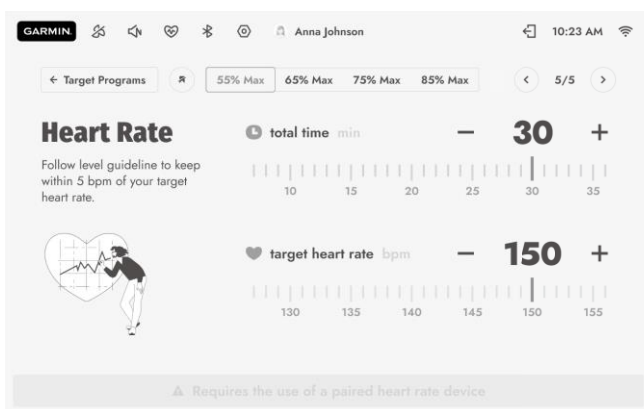 GARMIN. Anna Johnson 10:23 AM
← Target Programs 55% Max 65% Max 75% Max 85% Max < 5/5 >
Heart Rate
Follow level guideline to keep
within 5 bpm of your target
heart rate.
total time min − 30 +
10 15 20 25 30 35
target heart rate bpm − 150 +
130 135 140 145 150 155
Requires the use of a paired heart rate device